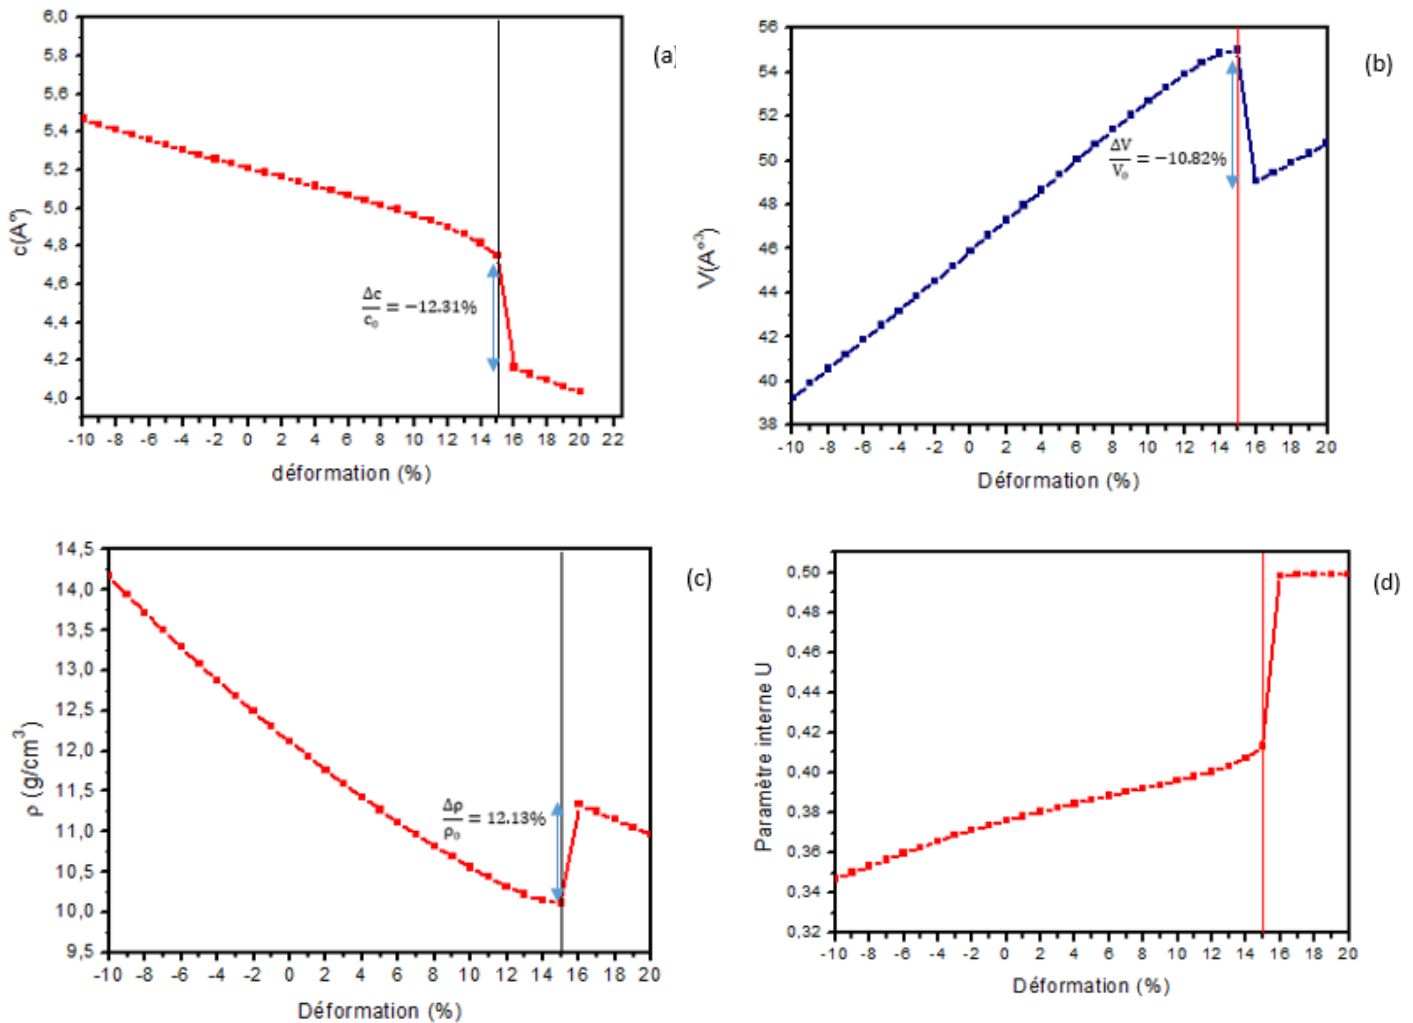 6,0
5,8
5,6
5,4
5,2
5,0
4,8
4,6
4,4
4,2
4,0
c(A°)
Δc/c₀ = −12.31%
-10 -8 -6 -4 -2 0 2 4 6 8 10 12 14 16 18 20 22
déformation (%)
(a)
56
54
52
50
48
46
44
42
40
38
V(A°³)
ΔV/V₀ = −10.82%
-10 -8 -6 -4 -2 0 2 4 6 8 10 12 14 16 18 20
Déformation (%)
(b)
14,5
14,0
13,5
13,0
12,5
12,0
11,5
11,0
10,5
10,0
9,5
ρ (g/cm³)
Δρ/ρ₀ = 12.13%
-10 -8 -6 -4 -2 0 2 4 6 8 10 12 14 16 18 20
Déformation (%)
(c)
0,50
0,48
0,46
0,44
0,42
0,40
0,38
0,36
0,34
0,32
Paramètre interne U
-10 -8 -6 -4 -2 0 2 4 6 8 10 12 14 16 18 20
Déformation (%)
(d)